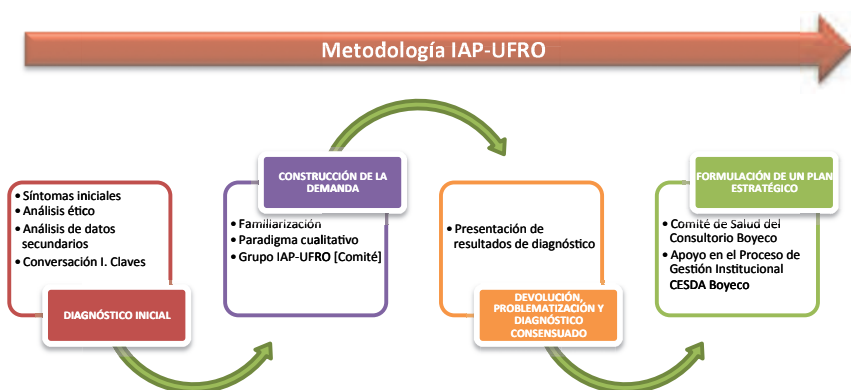 Metodología IAP-UFRO
• Síntomas iniciales
• Análisis ético
• Análisis de datos
secundarios
• Conversación I. Claves
DIAGNÓSTICO INICIAL
CONSTRUCCIÓN DE LA
DEMANDA
• Familiarización
• Paradigma cualitativo
• Grupo IAP-UFRO [Comité]
• Presentación de
resultados de diagnóstico
DEVOLUCIÓN,
PROBLEMATIZACIÓN Y
DIAGNÓSTICO
CONSENSUADO
FORMULACIÓN DE UN PLAN
ESTRATÉGICO
• Comité de Salud del
Consultorio Boyeco
• Apoyo en el Proceso de
Gestión Institucional
CESDA Boyeco